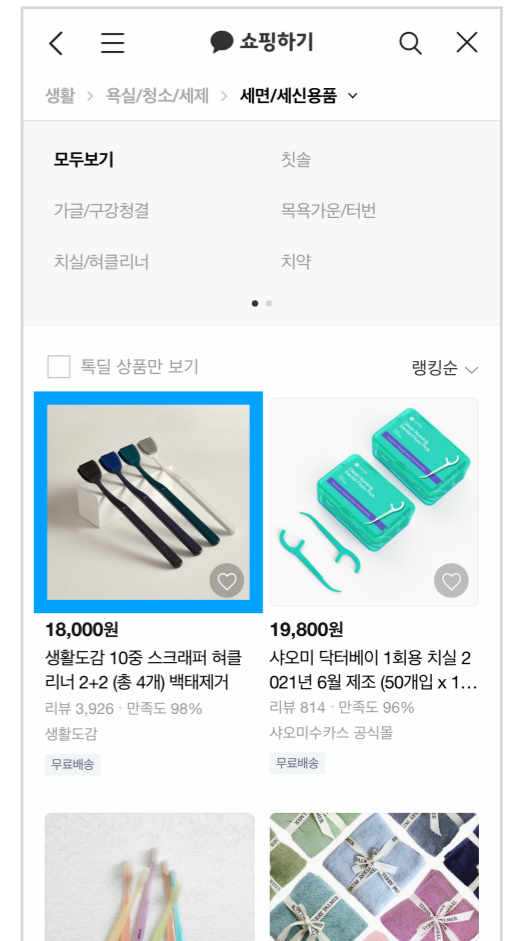 쇼핑하기
생활 > 욕실/청소/세제 > 세면/세신용품
모두보기 칫솔
가글/구강청결 목욕가운/터번
치실/혀클리너 치약
톡딜 상품만 보기 랭킹순
Clean Morning
Dental Floss Pick
18,000원
생활도감 10중 스크래퍼 혀클
리너 2+2 (총 4개) 백태제거
리뷰 3,926 · 만족도 98%
생활도감
무료배송
19,800원
샤오미 닥터베이 1회용 치실 2
021년 6월 제조 (50개입 x 1...
리뷰 814 · 만족도 96%
샤오미수카스 공식몰
무료배송
TERRY PALMER